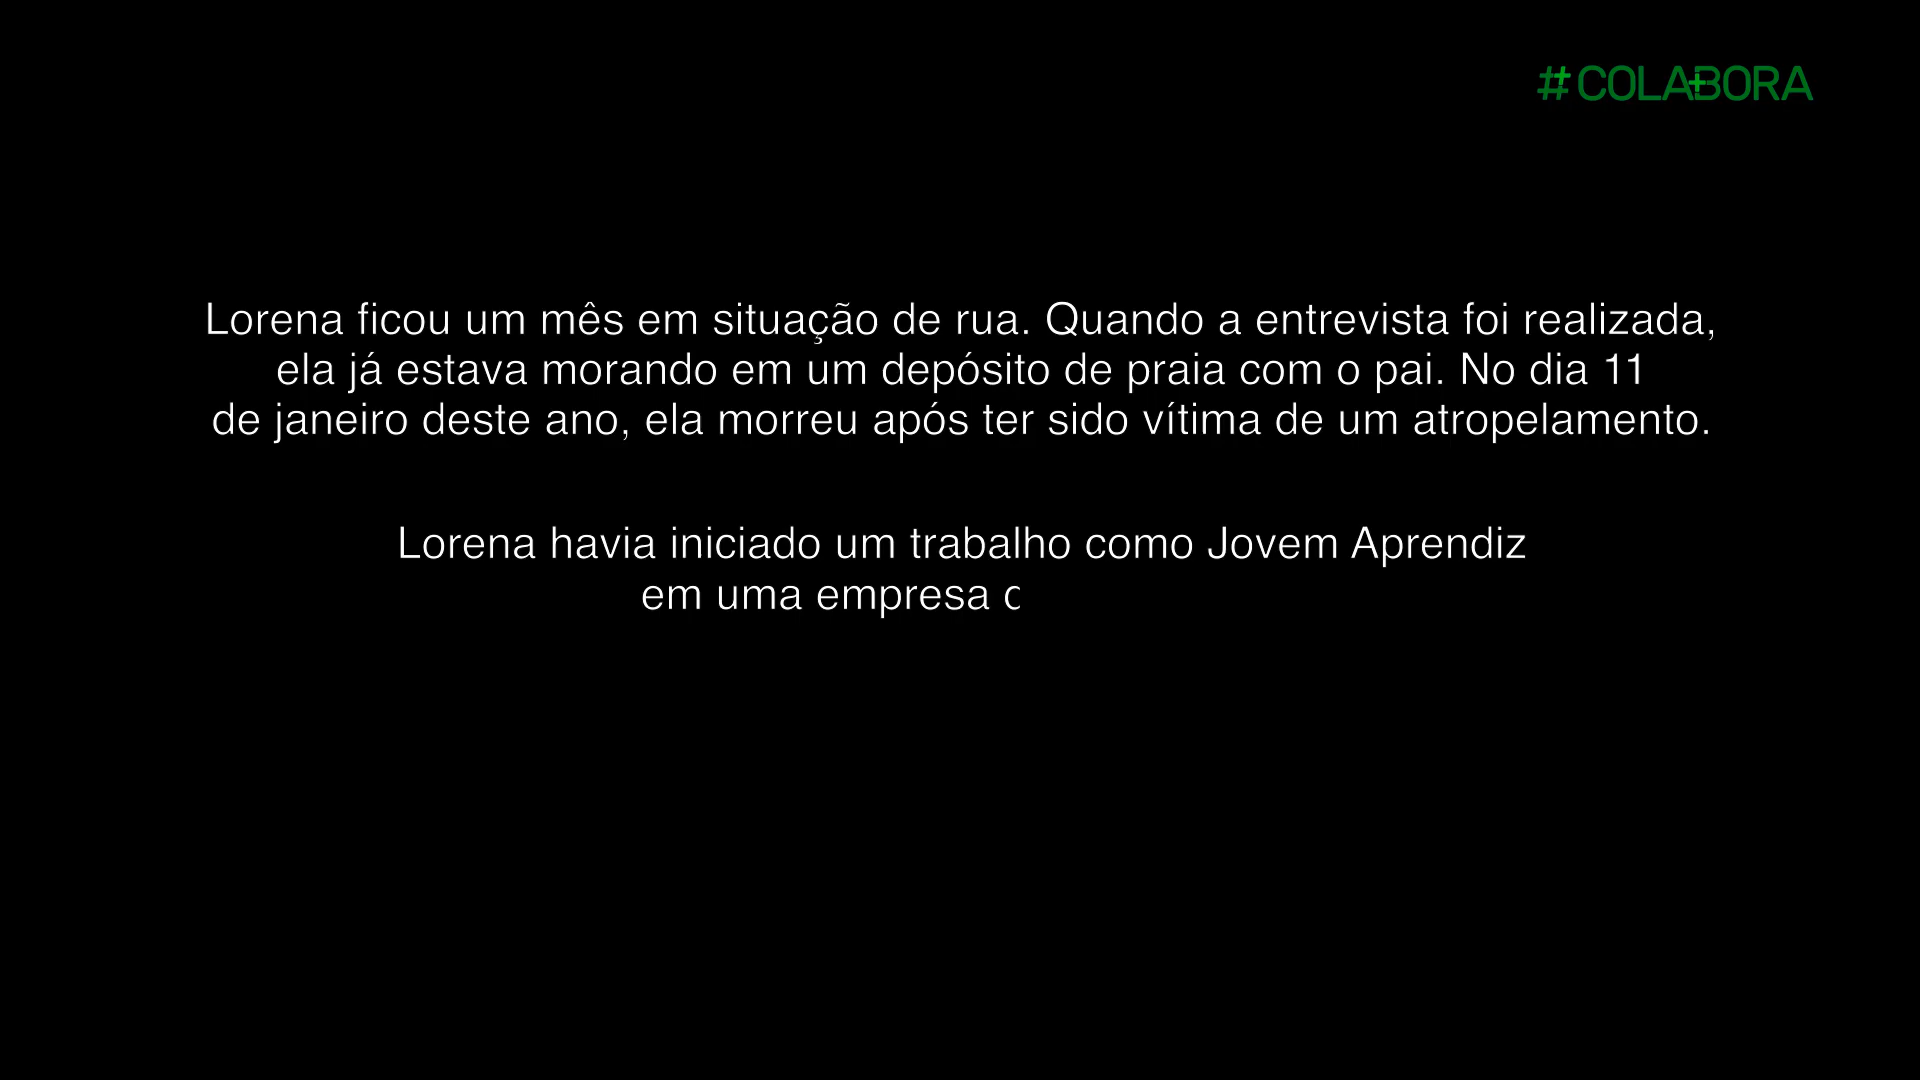 #COLABORA
Lorena ficou um mês em situação de rua. Quando a entrevista foi realizada,
ela já estava morando em um depósito de praia com o pai. No dia 11
de janeiro deste ano, ela morreu após ter sido vítima de um atropelamento.
Lorena havia iniciado um trabalho como Jovem Aprendiz
em uma empresa